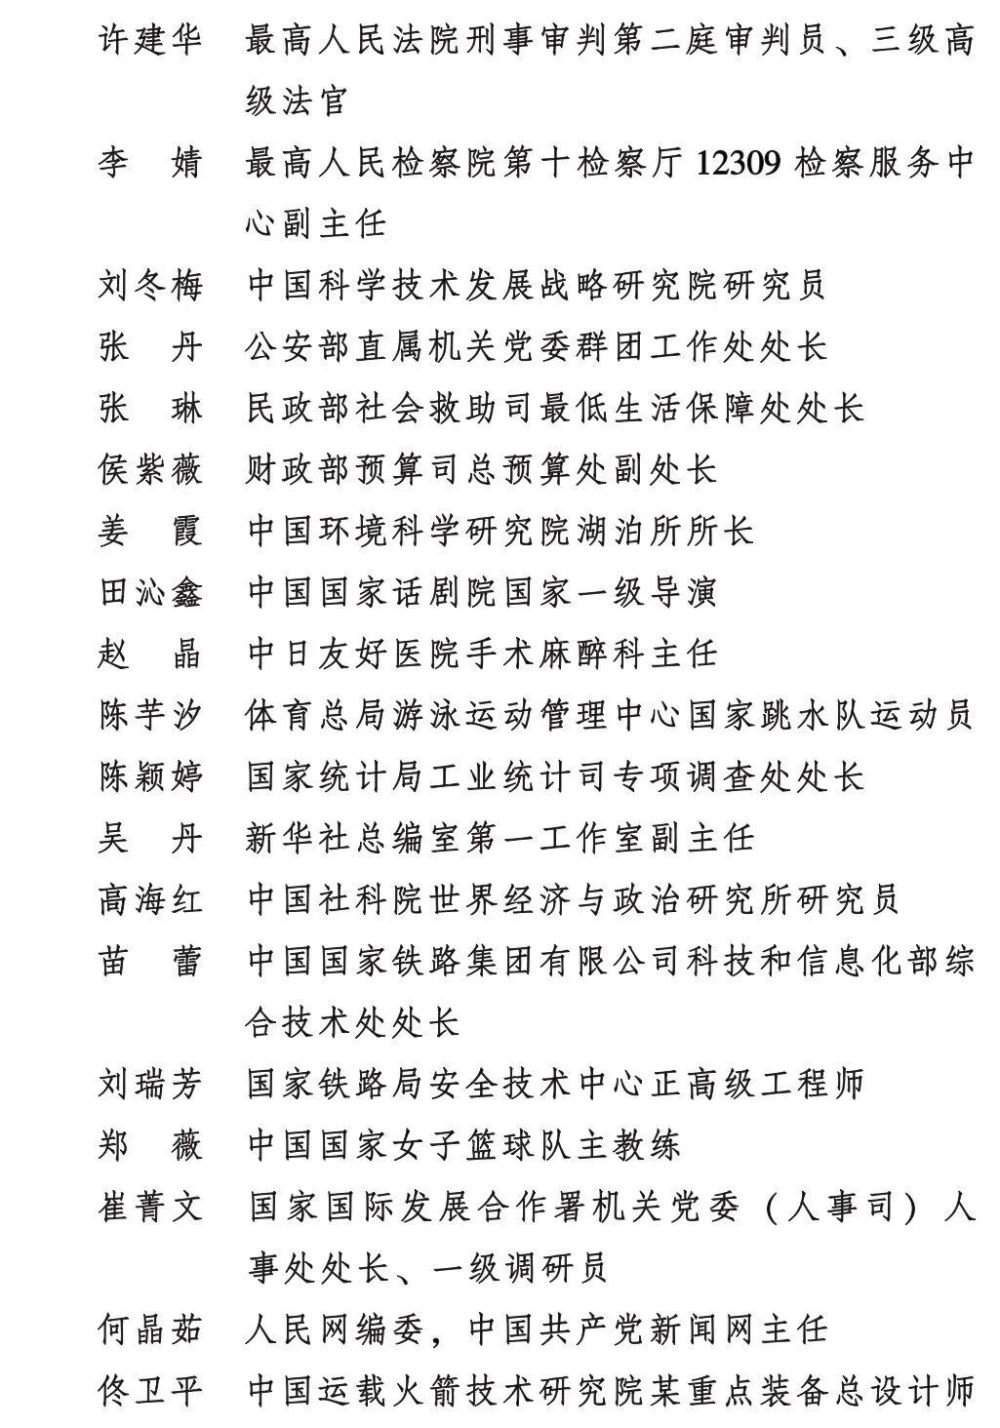 许建华 最高人民法院刑事审判第二庭审判员、三级高
级法官
李 婧 最高人民检察院第十检察厅 12309 检察服务中
心副主任
刘冬梅 中国科学技术发展战略研究院研究员
张 丹 公安部直属机关党委群团工作处处长
张 琳 民政部社会救助司最低生活保障处处长
侯紫薇 财政部预算司总预算处副处长
姜 霞 中国环境科学研究院湖泊所所长
田沁鑫 中国国家话剧院国家一级导演
赵 晶 中日友好医院手术麻醉科主任
陈芋汐 体育总局游泳运动管理中心国家跳水队运动员
陈颖婷 国家统计局工业统计司专项调查处处长
吴 丹 新华社总编室第一工作室副主任
高海红 中国社科院世界经济与政治研究所研究员
苗 蕾 中国国家铁路集团有限公司科技和信息化部综
合技术处处长
刘瑞芳 国家铁路局安全技术中心正高级工程师
郑 薇 中国国家女子篮球队主教练
崔菁文 国家国际发展合作署机关党委（人事司）人
事处处长、一级调研员
何晶茹 人民网编委，中国共产党新闻网主任
佟卫平 中国运载火箭技术研究院某重点装备总设计师